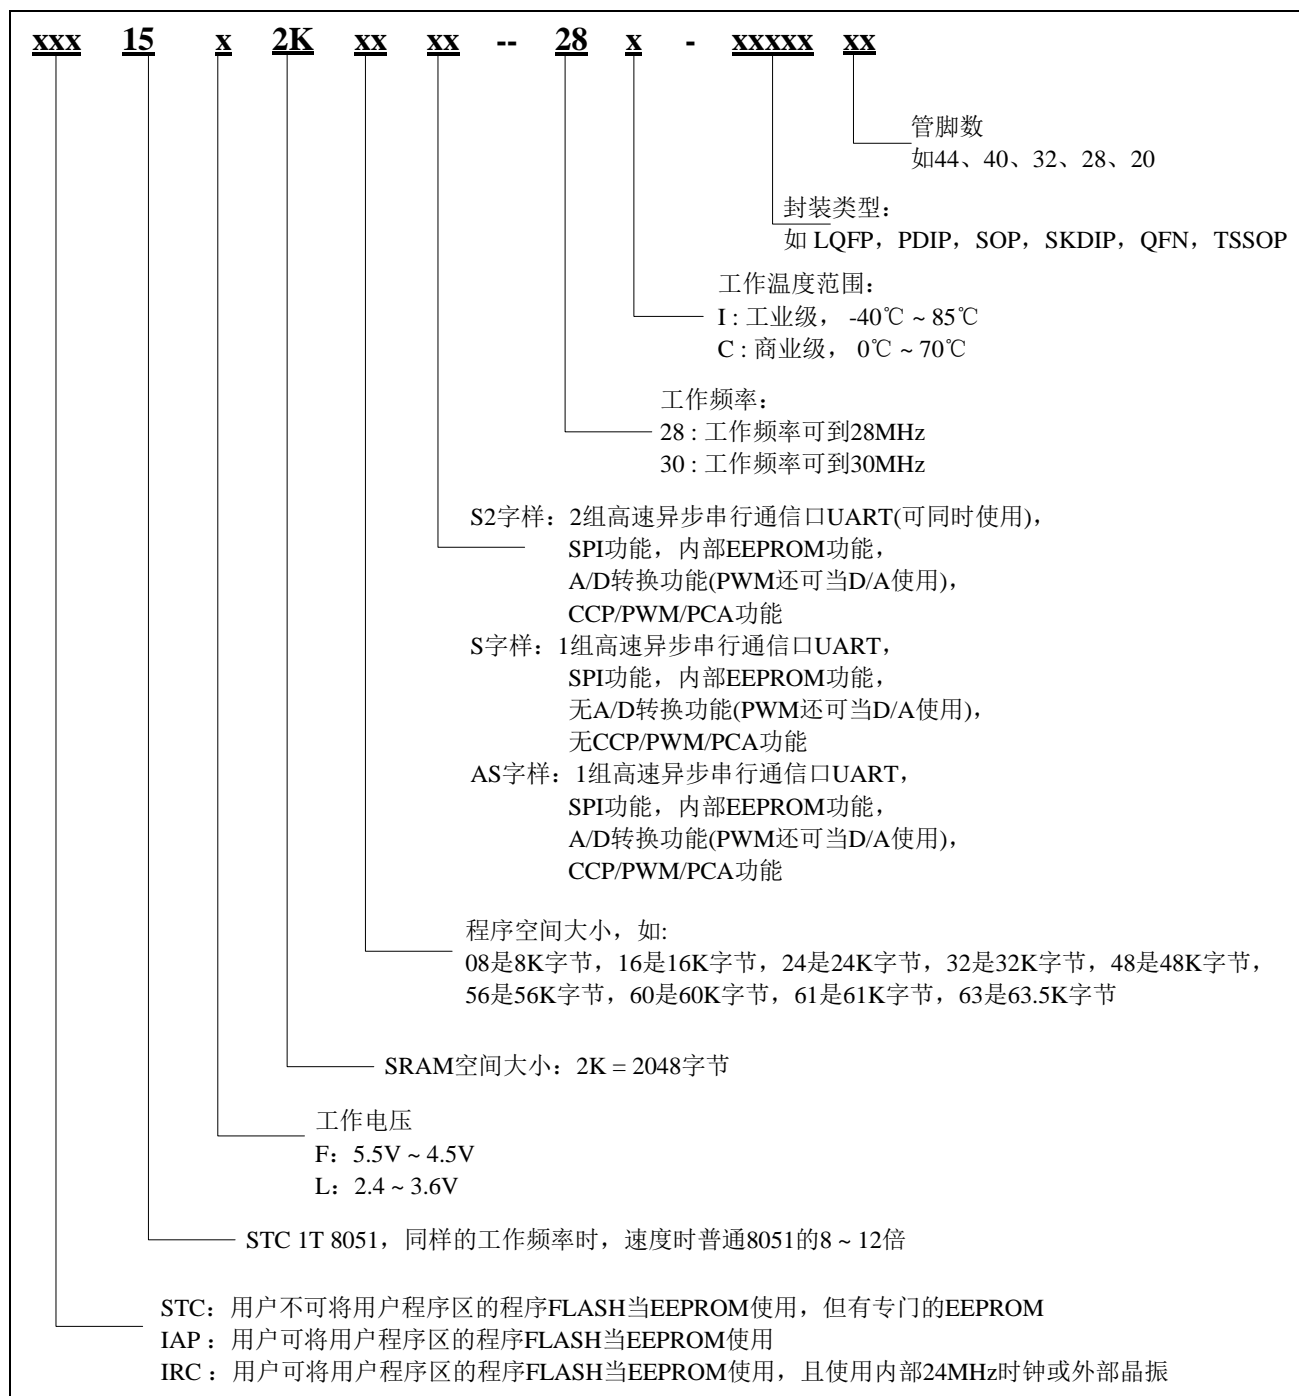 xxx 15 x 2K xx xx -- 28 x - xxxxx xx
管脚数
如44、40、32、28、20
封装类型：
如 LQFP，PDIP，SOP，SKDIP，QFN，TSSOP
工作温度范围：
I : 工业级， -40℃ ~ 85℃
C : 商业级， 0℃ ~ 70℃
工作频率：
28 : 工作频率可到28MHz
30 : 工作频率可到30MHz
S2字样：2组高速异步串行通信口UART(可同时使用)，
SPI功能，内部EEPROM功能，
A/D转换功能(PWM还可当D/A使用)，
CCP/PWM/PCA功能
S字样：1组高速异步串行通信口UART，
SPI功能，内部EEPROM功能，
无A/D转换功能(PWM还可当D/A使用)，
无CCP/PWM/PCA功能
AS字样：1组高速异步串行通信口UART，
SPI功能，内部EEPROM功能，
A/D转换功能(PWM还可当D/A使用)，
CCP/PWM/PCA功能
程序空间大小，如:
08是8K字节，16是16K字节，24是24K字节，32是32K字节，48是48K字节，
56是56K字节，60是60K字节，61是61K字节，63是63.5K字节
SRAM空间大小：2K = 2048字节
工作电压
F：5.5V ~ 4.5V
L：2.4 ~ 3.6V
STC 1T 8051，同样的工作频率时，速度时普通8051的8 ~ 12倍
STC：用户不可将用户程序区的程序FLASH当EEPROM使用，但有专门的EEPROM
IAP：用户可将用户程序区的程序FLASH当EEPROM使用
IRC：用户可将用户程序区的程序FLASH当EEPROM使用，且使用内部24MHz时钟或外部晶振